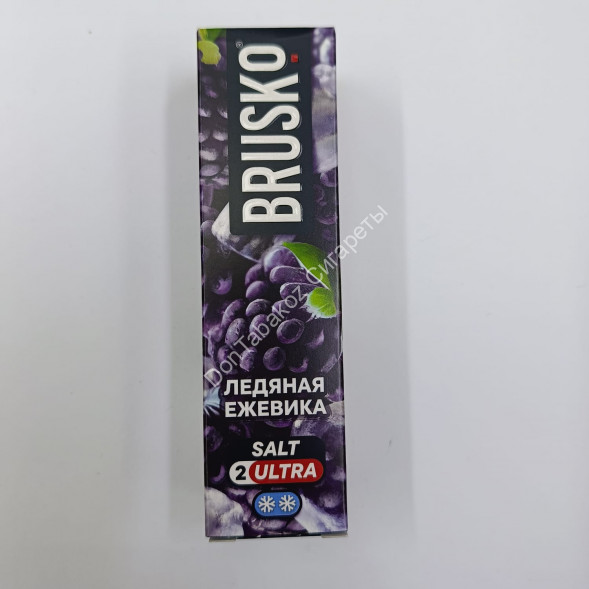 BRUSKO
ЛЕДЯНАЯ
ЕЖЕВИКА
SALT
2 ULTRA
DonTabakoz Сигареты